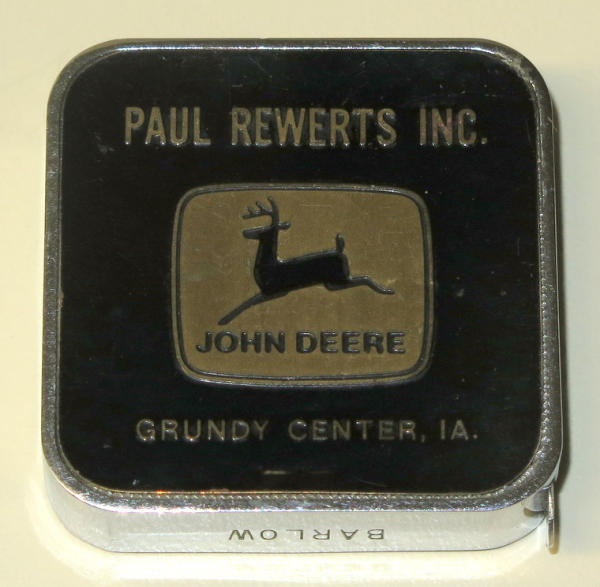 PAUL REWERTS INC.
JOHN DEERE
GRUNDY CENTER, IA.
BARLOW